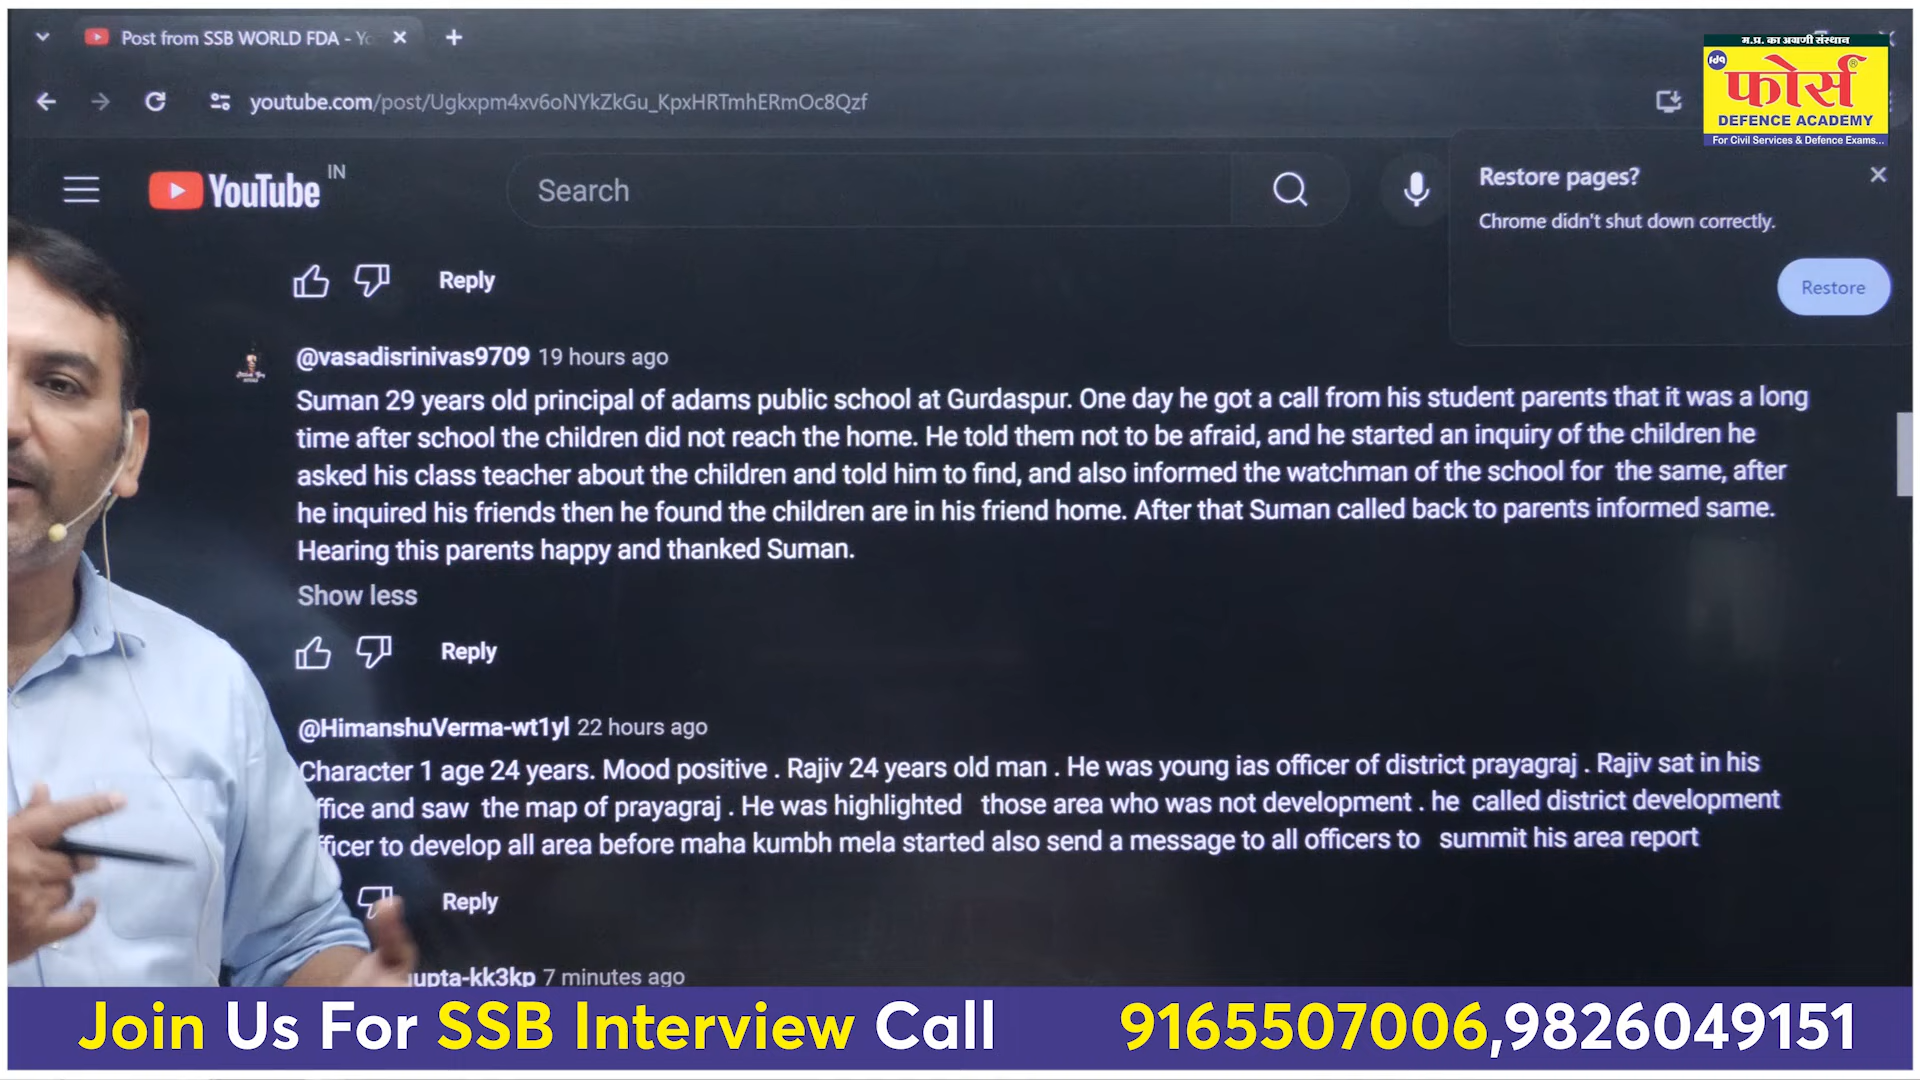 Post from SSB WORLD FDA - Yo
youtube.com/post/Ugkxpm4xv6oNYkZkGu_KpxHRTmhERmOc8Qzf
म.प्र. का अग्रणी संस्थान
fda
फोर्स®
DEFENCE ACADEMY
For Civil Services & Defence Exams...
YouTube IN
Search
Restore pages?
Chrome didn't shut down correctly.
Restore
Reply
@vasadisrinivas9709 19 hours ago
Suman 29 years old principal of adams public school at Gurdaspur. One day he got a call from his student parents that it was a long
time after school the children did not reach the home. He told them not to be afraid, and he started an inquiry of the children he
asked his class teacher about the children and told him to find, and also informed the watchman of the school for the same, after
he inquired his friends then he found the children are in his friend home. After that Suman called back to parents informed same.
Hearing this parents happy and thanked Suman.
Show less
Reply
@HimanshuVerma-wt1yl 22 hours ago
Character 1 age 24 years. Mood positive . Rajiv 24 years old man . He was young ias officer of district prayagraj . Rajiv sat in his
ffice and saw the map of prayagraj . He was highlighted those area who was not development . he called district development
fficer to develop all area before maha kumbh mela started also send a message to all officers to summit his area report
Reply
upta-kk3kp 7 minutes ago
Join Us For SSB Interview Call 9165507006,9826049151